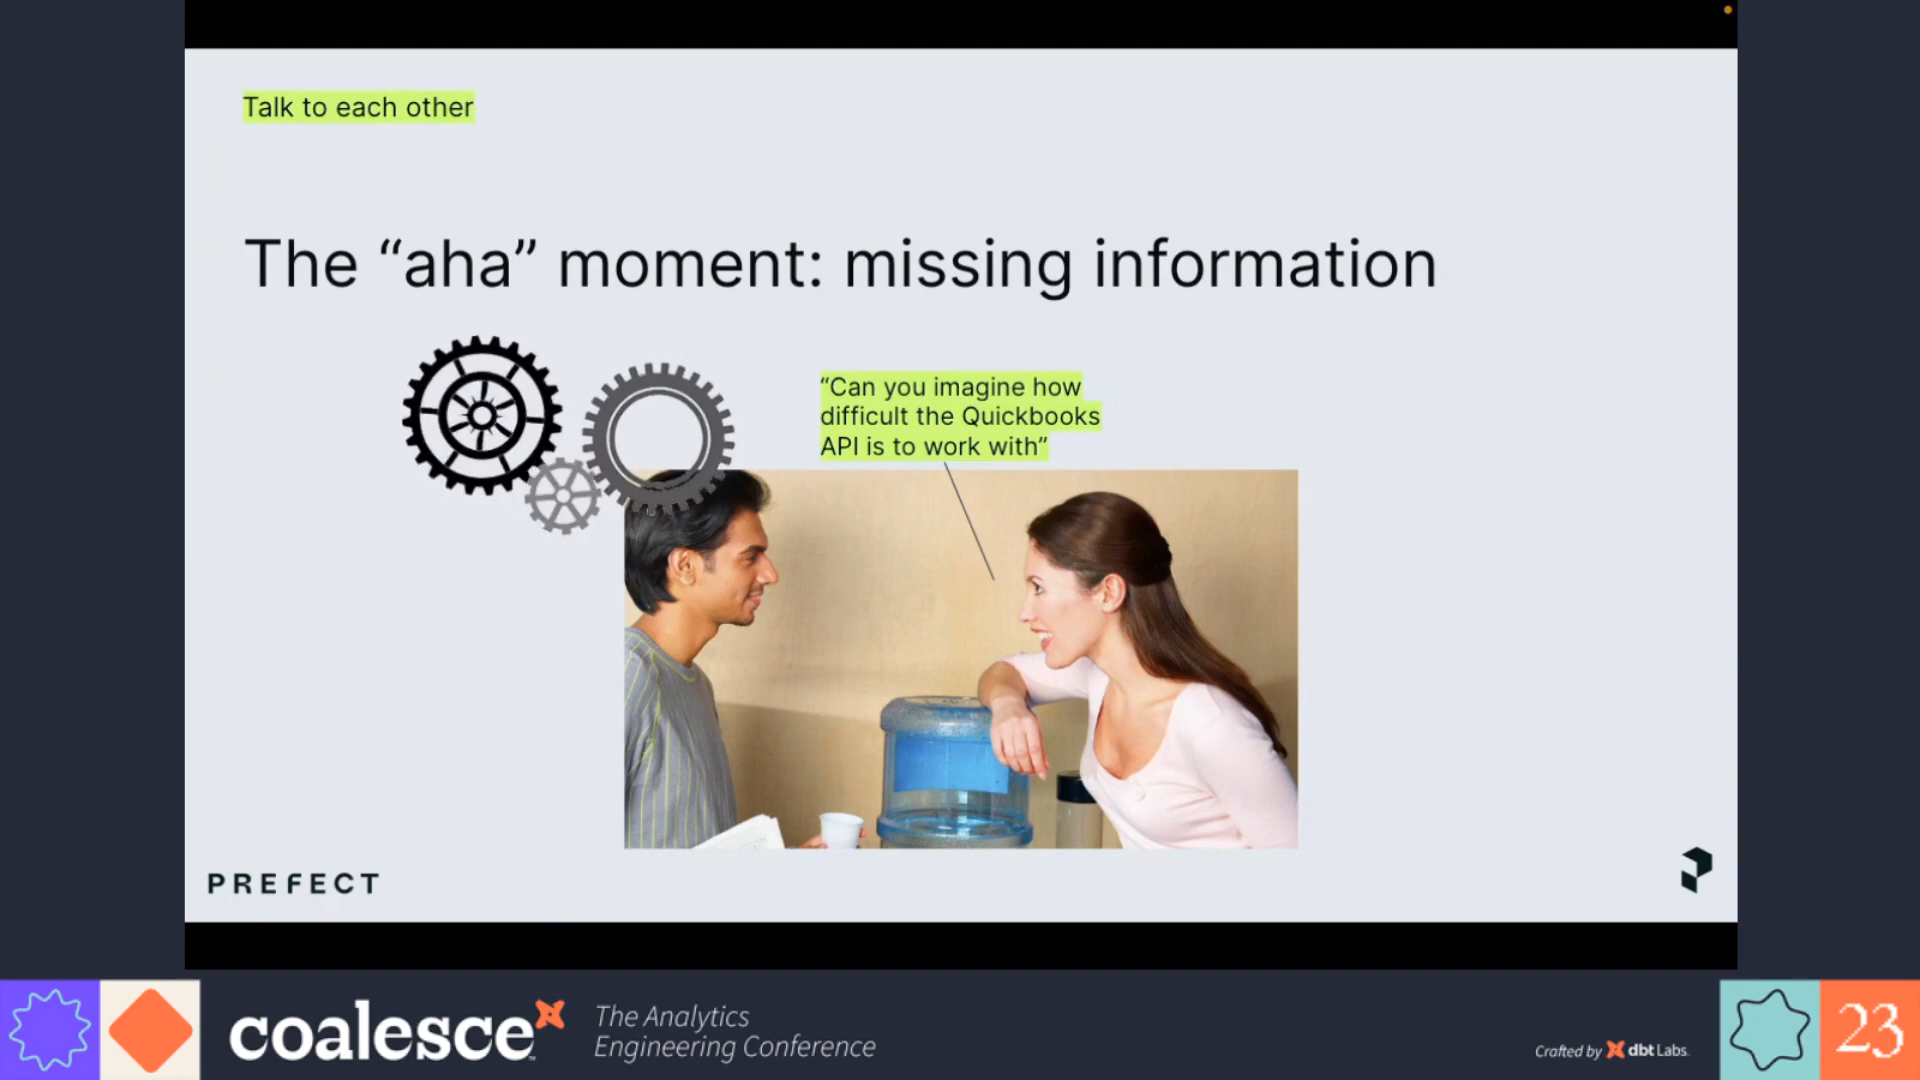 Talk to each other
The “aha” moment: missing information
“Can you imagine how
difficult the Quickbooks
API is to work with”
PREFECT
coalesce
The Analytics
Engineering Conference
Crafted by dbt Labs
23